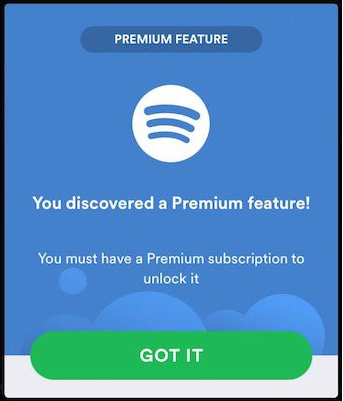 PREMIUM FEATURE
You discovered a Premium feature!
You must have a Premium subscription to
unlock it
GOT IT